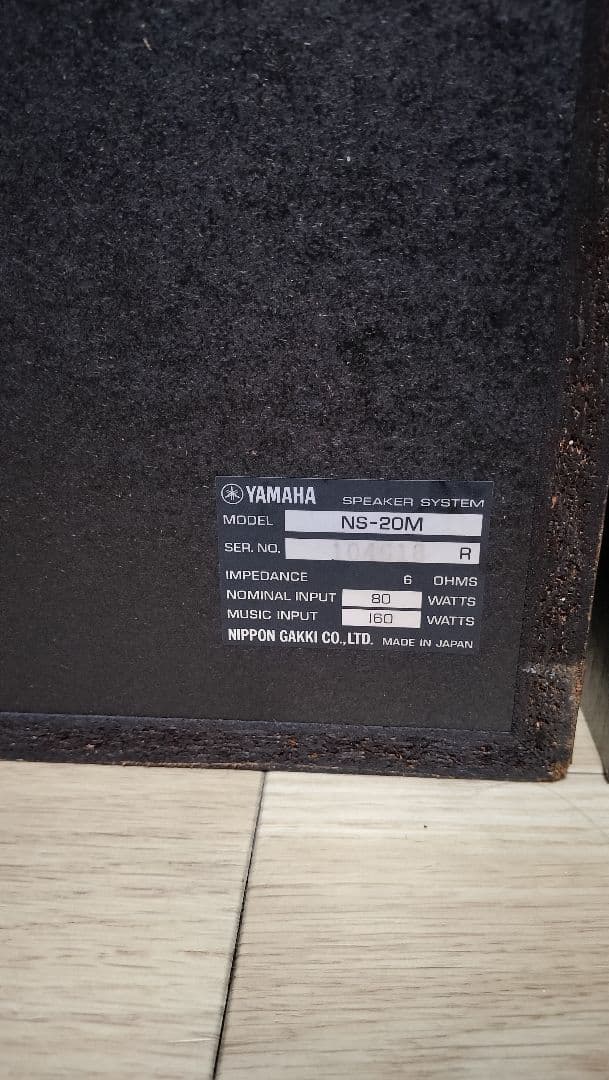 YAMAHA SPEAKER SYSTEM
MODEL NS-20M
SER. NO. R
IMPEDANCE 6 OHMS
NOMINAL INPUT 80 WATTS
MUSIC INPUT 160 WATTS
NIPPON GAKKI CO., LTD. MADE IN JAPAN